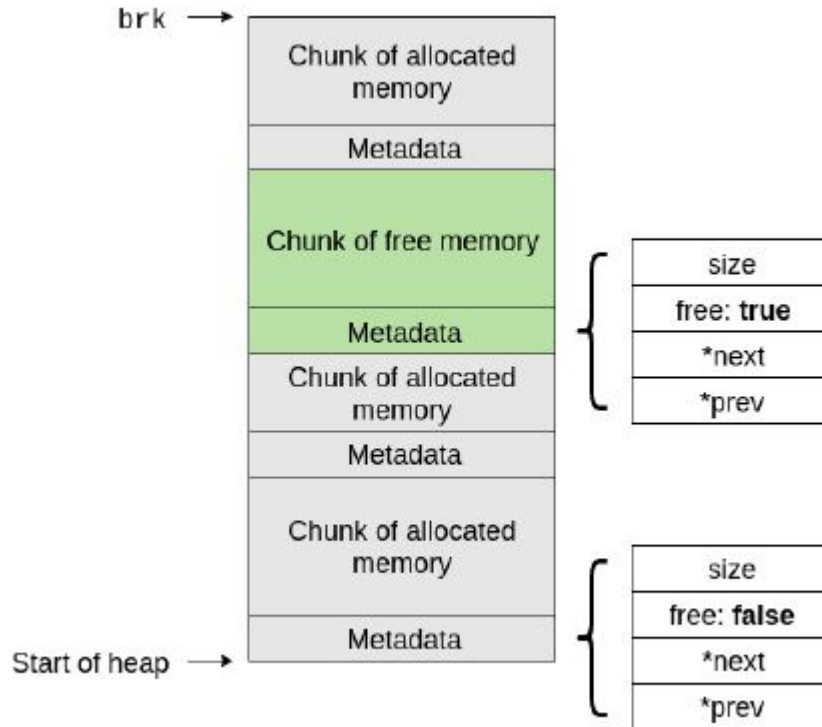 brk
Chunk of allocated
memory
Metadata
Chunk of free memory
Metadata
Chunk of allocated
memory
Metadata
Chunk of allocated
memory
Metadata
Start of heap
size
free: true
*next
*prev
size
free: false
*next
*prev